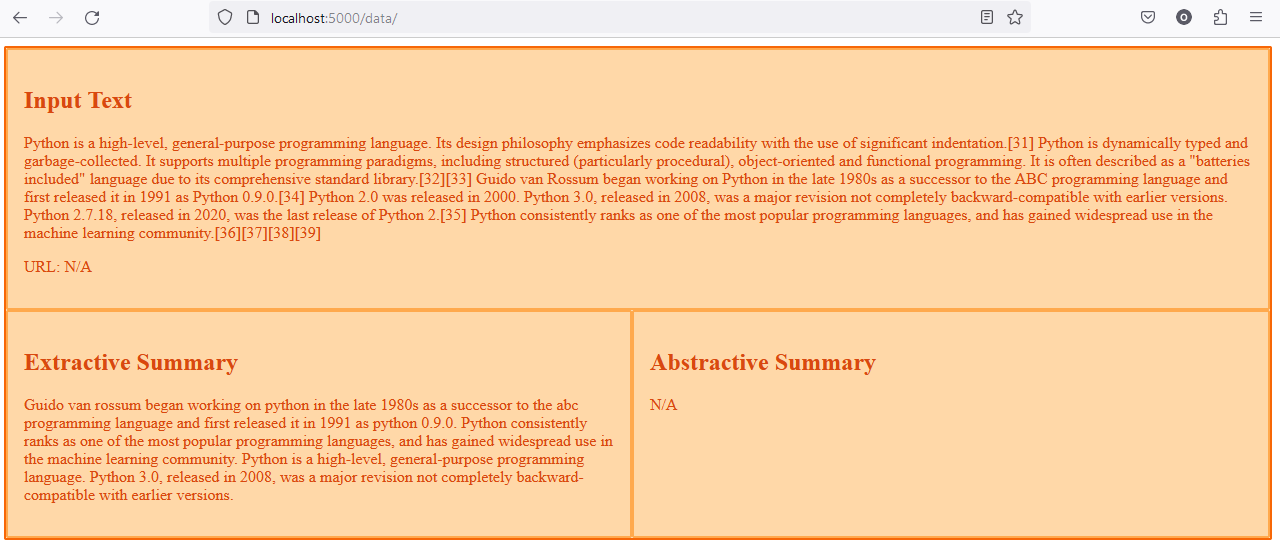 localhost:5000/data/
O
Input Text
Python is a high-level, general-purpose programming language. Its design philosophy emphasizes code readability with the use of significant indentation.[31] Python is dynamically typed and
garbage-collected. It supports multiple programming paradigms, including structured (particularly procedural), object-oriented and functional programming. It is often described as a "batteries
included" language due to its comprehensive standard library.[32][33] Guido van Rossum began working on Python in the late 1980s as a successor to the ABC programming language and
first released it in 1991 as Python 0.9.0.[34] Python 2.0 was released in 2000. Python 3.0, released in 2008, was a major revision not completely backward-compatible with earlier versions.
Python 2.7.18, released in 2020, was the last release of Python 2.[35] Python consistently ranks as one of the most popular programming languages, and has gained widespread use in the
machine learning community.[36][37][38][39]
URL: N/A
Extractive Summary
Guido van rossum began working on python in the late 1980s as a successor to the abc
programming language and first released it in 1991 as python 0.9.0. Python consistently
ranks as one of the most popular programming languages, and has gained widespread use in
the machine learning community. Python is a high-level, general-purpose programming
language. Python 3.0, released in 2008, was a major revision not completely backward-
compatible with earlier versions.
Abstractive Summary
N/A